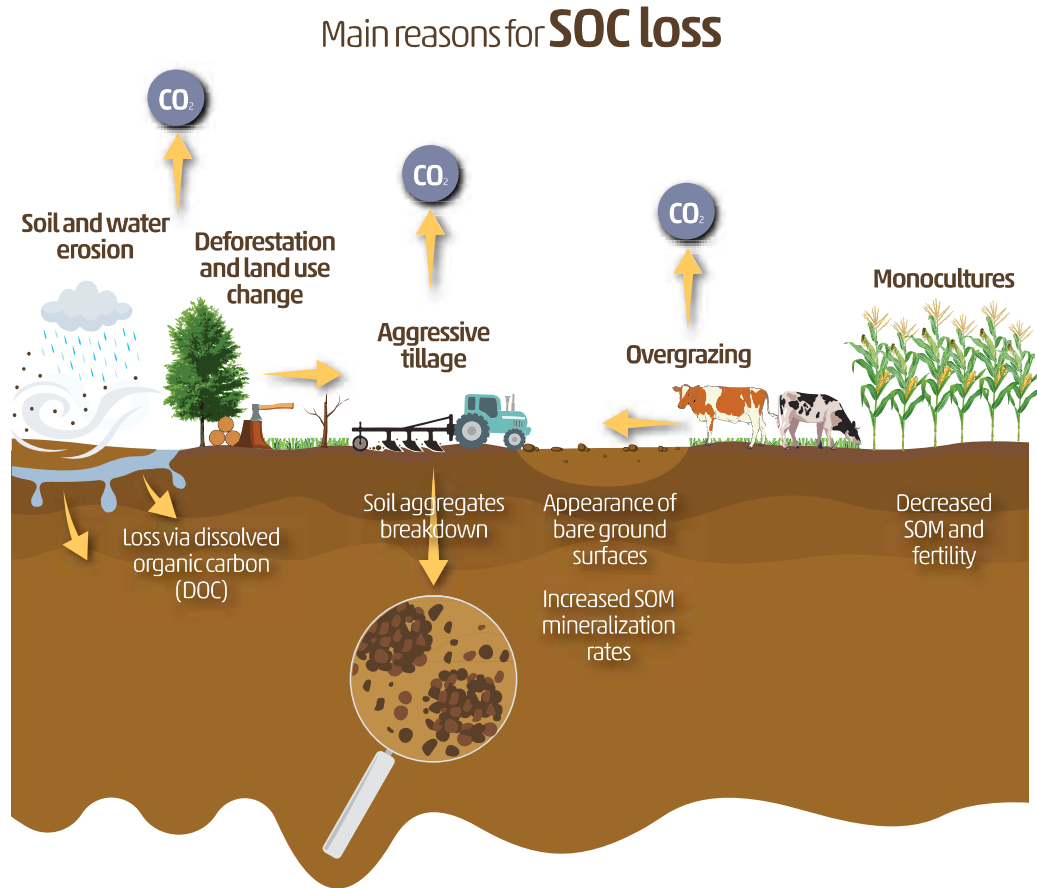 Main reasons for SOC loss
CO₂
CO₂
CO₂
Soil and water
erosion
Deforestation
and land use
change
Aggressive
tillage
Overgrazing
Monocultures
Loss via dissolved
organic carbon
(DOC)
Soil aggregates
breakdown
Appearance of
bare ground
surfaces
Increased SOM
mineralization
rates
Decreased
SOM and
fertility